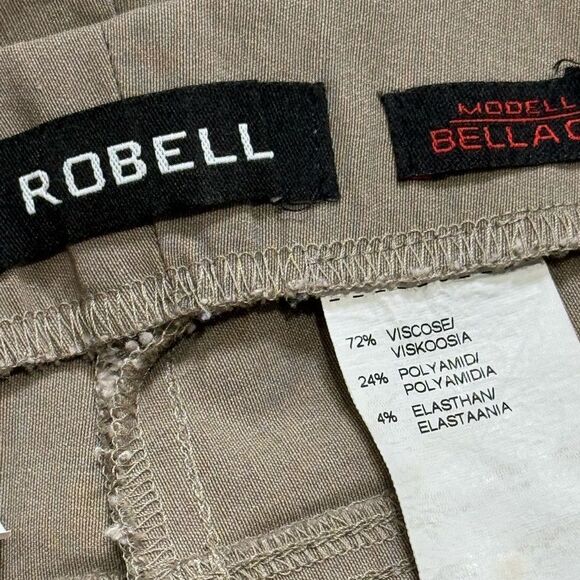 ROBELL
MODELL
BELLA
72% VISCOSE/
VISKOOSIA
24% POLYAMID/
POLYAMIDIA
4% ELASTHAN/
ELASTAANIA